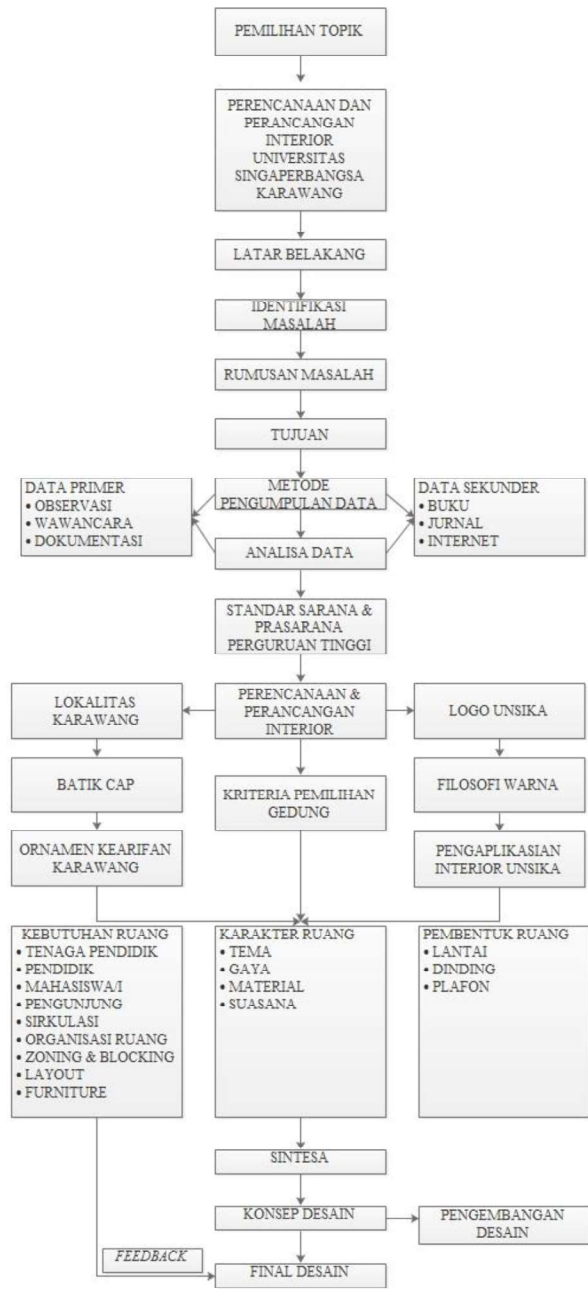 PEMILIHAN TOPIK
PERENCANAAN DAN
PERANCANGAN
INTERIOR
UNIVERSITAS
SINGAPERBANGSA
KARAWANG
LATAR BELAKANG
IDENTIFIKASI
MASALAH
RUMUSAN MASALAH
TUJUAN
DATA PRIMER
• OBSERVASI
• WAWANCARA
• DOKUMENTASI
METODE
PENGUMPULAN DATA
DATA SEKUNDER
• BUKU
• JURNAL
• INTERNET
ANALISA DATA
STANDAR SARANA &
PRASARANA
PERGURUAN TINGGI
LOKALITAS
KARAWANG
PERENCANAAN &
PERANCANGAN
INTERIOR
LOGO UNSIKA
BATIK CAP
KRITERIA PEMILIHAN
GEDUNG
FILOSOFI WARNA
ORNAMEN KEARIFAN
KARAWANG
PENGAPLIKASIAN
INTERIOR UNSIKA
KEBUTUHAN RUANG
• TENAGA PENDIDIK
• PENDIDIK
• MAHASISWA/I
• PENGUNJUNG
• SIRKULASI
• ORGANISASI RUANG
• ZONING & BLOCKING
• LAYOUT
• FURNITURE
KARAKTER RUANG
• TEMA
• GAYA
• MATERIAL
• SUASANA
PEMBENTUK RUANG
• LANTAI
• DINDING
• PLAFON
SINTESA
KONSEP DESAIN
PENGEMBANGAN
DESAIN
FEEDBACK
FINAL DESAIN